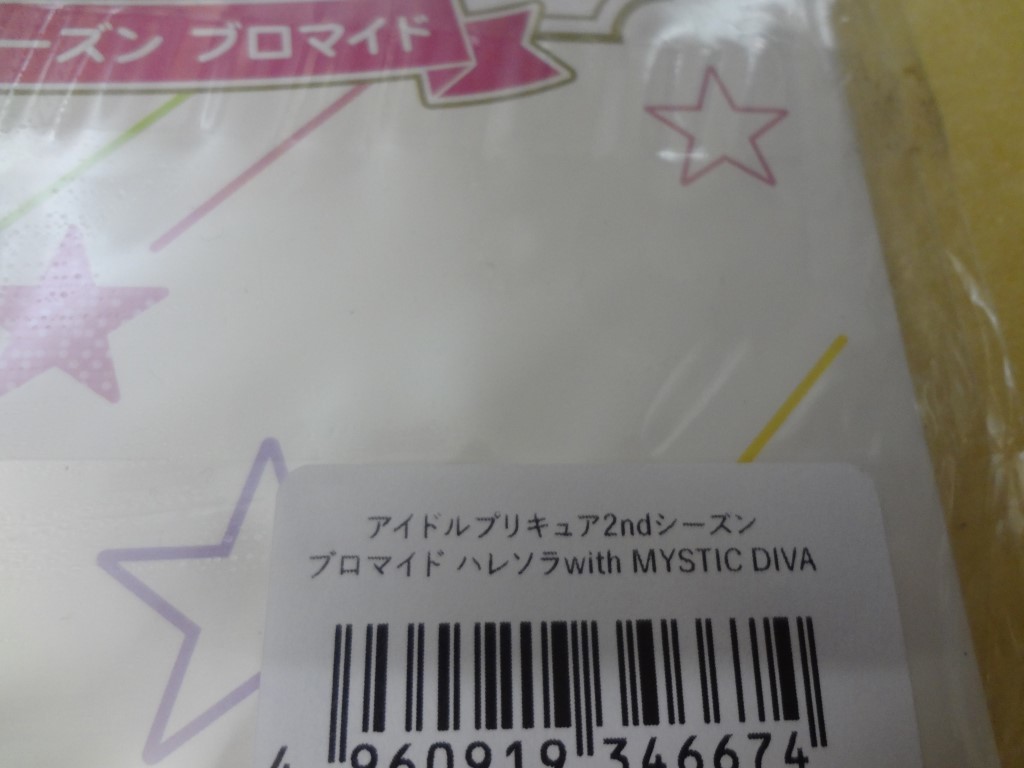 ーズン ブロマイド
アイドルプリキュア2ndシーズン
ブロマイド ハレソラwith MYSTIC DIVA
4 960919 346674